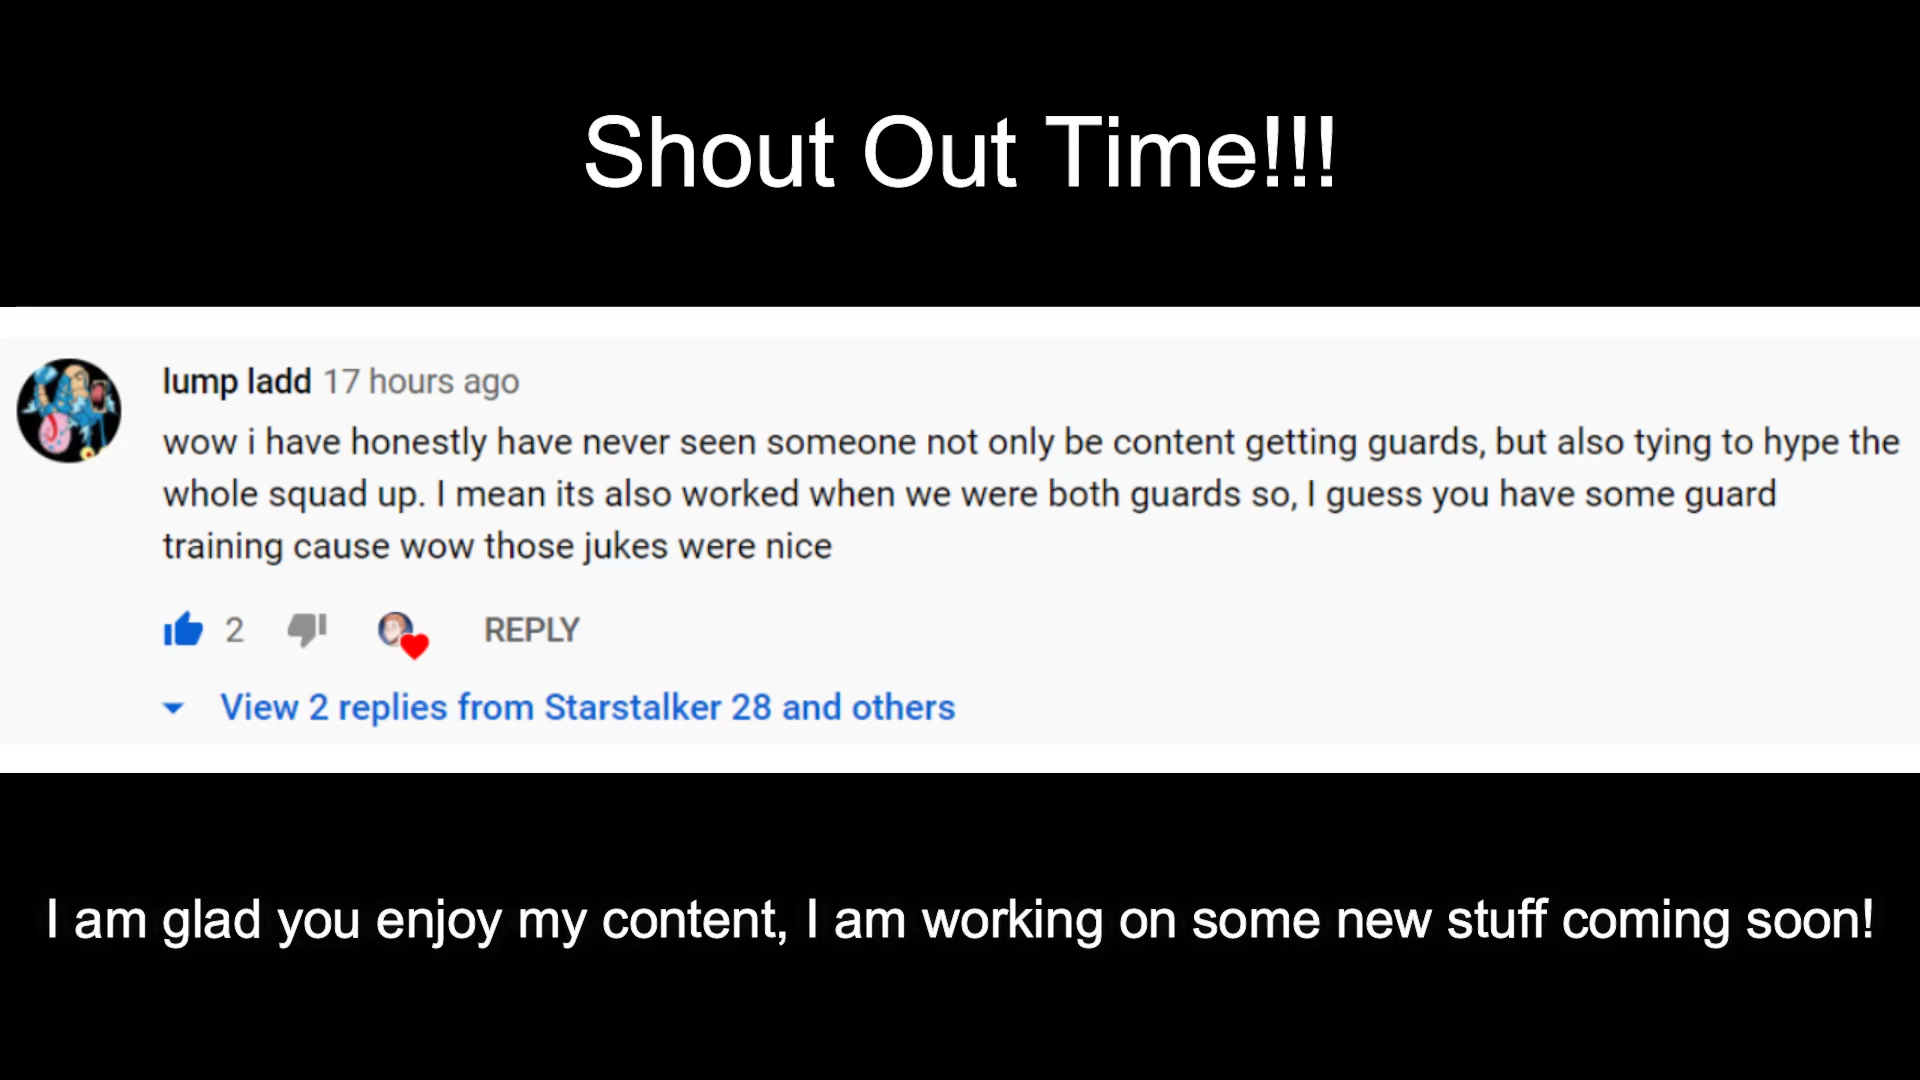 Shout Out Time!!!
lump ladd 17 hours ago
wow i have honestly have never seen someone not only be content getting guards, but also tying to hype the
whole squad up. I mean its also worked when we were both guards so, I guess you have some guard
training cause wow those jukes were nice
2 REPLY
View 2 replies from Starstalker 28 and others
I am glad you enjoy my content, I am working on some new stuff coming soon!